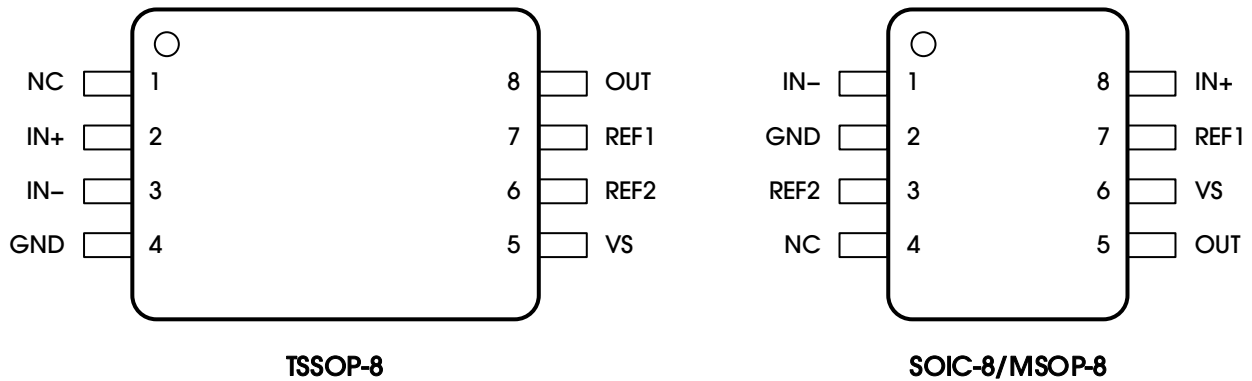 NC 1 8 OUT
IN+ 2 7 REF1
IN– 3 6 REF2
GND 4 5 VS
TSSOP-8
IN– 1 8 IN+
GND 2 7 REF1
REF2 3 6 VS
NC 4 5 OUT
SOIC-8/MSOP-8